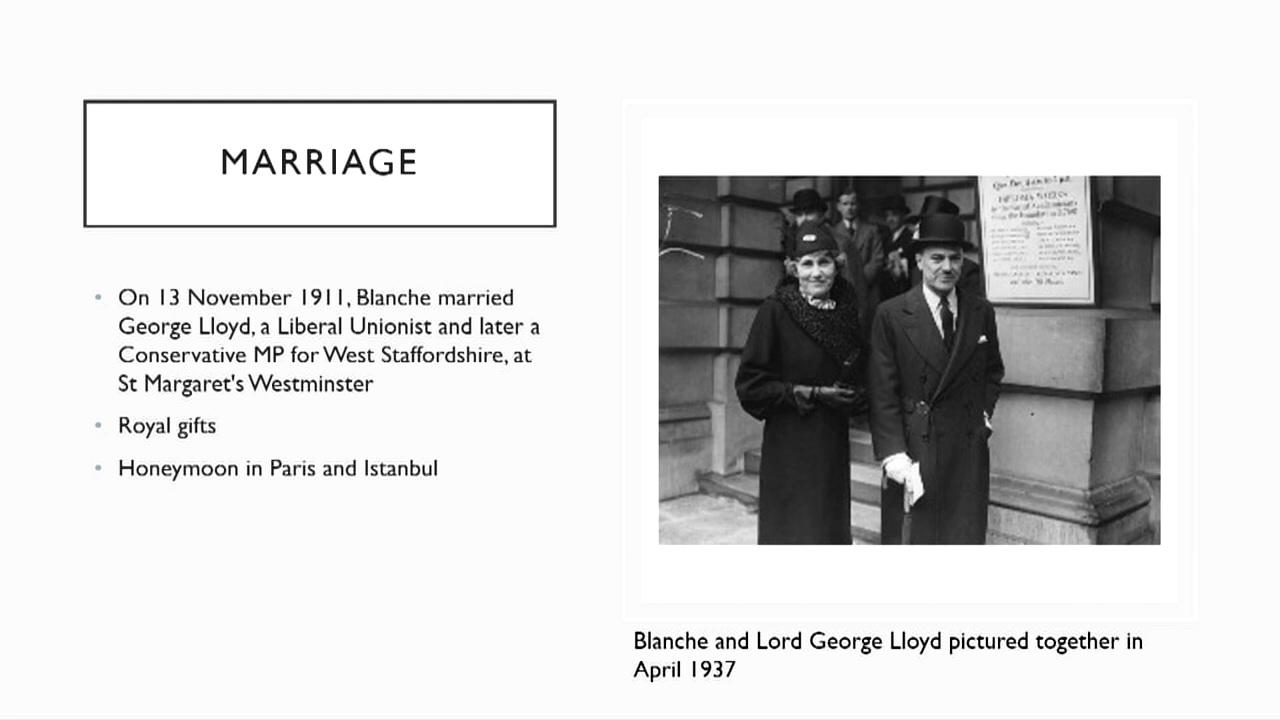 MARRIAGE
• On 13 November 1911, Blanche married
George Lloyd, a Liberal Unionist and later a
Conservative MP for West Staffordshire, at
St Margaret's Westminster
• Royal gifts
• Honeymoon in Paris and Istanbul
Blanche and Lord George Lloyd pictured together in
April 1937